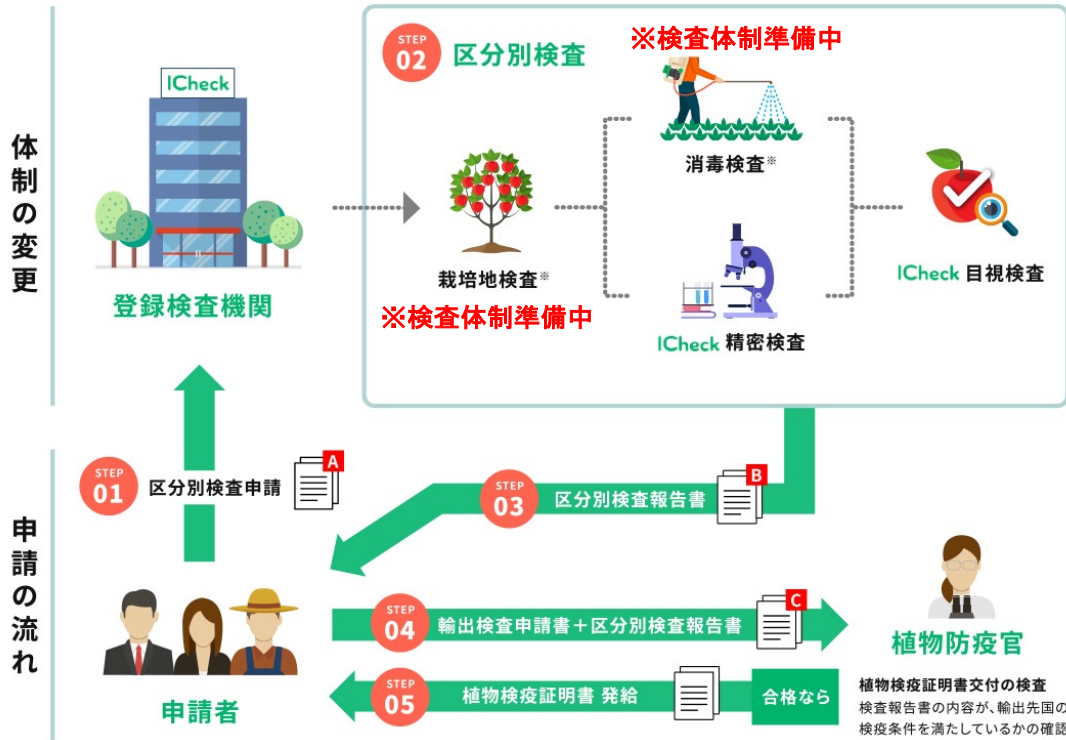 体制の変更
ICheck
登録検査機関
STEP
02
区分別検査
※検査体制準備中
消毒検査※
栽培地検査※
※検査体制準備中
ICheck 精密検査
ICheck 目視検査
申請の流れ
STEP
01
区分別検査申請
A
STEP
03
区分別検査報告書
B
STEP
04
輸出検査申請書+区分別検査報告書
C
STEP
05
植物検疫証明書 発給
合格なら
申請者
植物防疫官
植物検疫証明書交付の検査
検査報告書の内容が、輸出先国の
検疫条件を満たしているかの確認